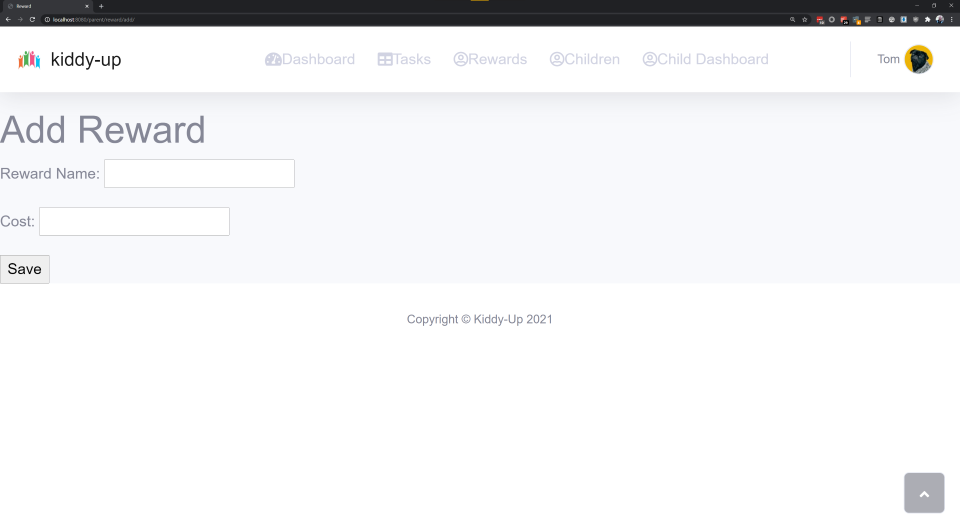 Reward
localhost:8080/parent/reward/add/
kiddy-up
Dashboard
Tasks
Rewards
Children
Child Dashboard
Tom
Add Reward
Reward Name:
Cost:
Save
Copyright © Kiddy-Up 2021